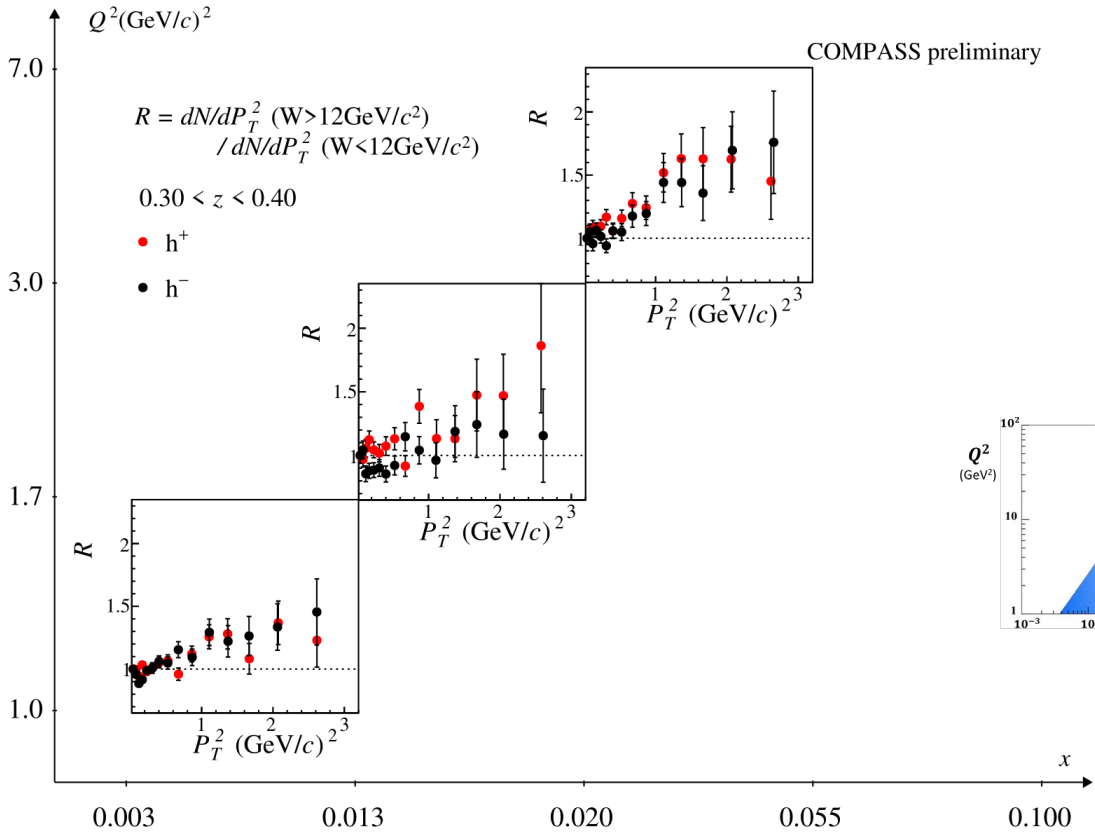 Q²(GeV/c)²
COMPASS preliminary
7.0
R = dN/dP_T² (W>12GeV/c²)
/ dN/dP_T² (W<12GeV/c²)
0.30 < z < 0.40
h⁺
h⁻
R
2
1.5
1
1 2 3
P_T² (GeV/c)²
3.0
R
2
1.5
1
1 2 3
P_T² (GeV/c)²
1.7
R
2
1.5
1
1 2 3
P_T² (GeV/c)²
1.0
Q²
(GeV²)
10²
10
1
10⁻³
10
x
0.003 0.013 0.020 0.055 0.100